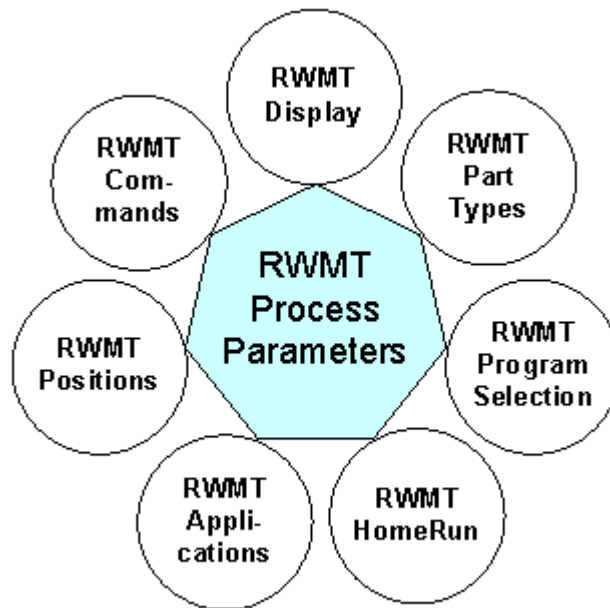 RWMT
Display
RWMT
Part
Types
RWMT
Program
Selection
RWMT
HomeRun
RWMT
Appli-
cations
RWMT
Positions
RWMT
Com-
mands
RWMT
Process
Parameters